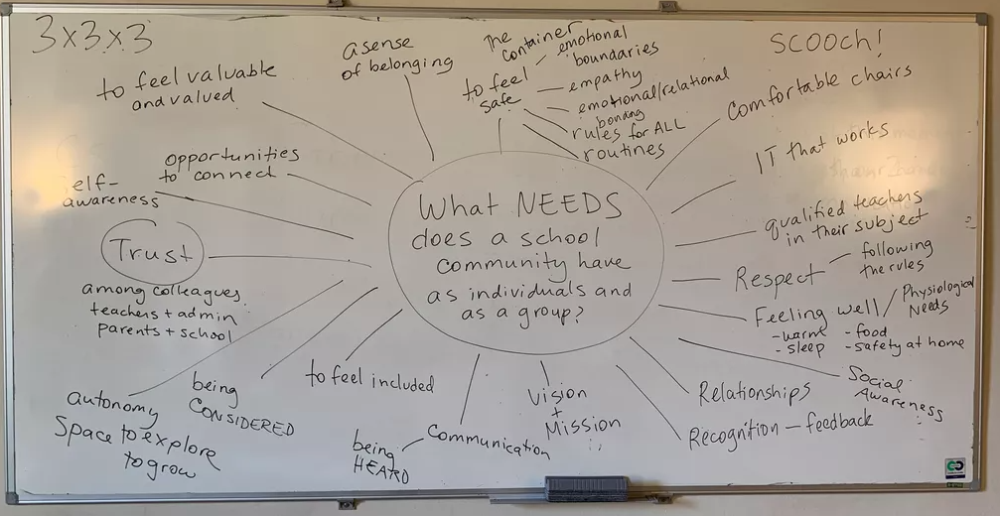 3x3x3
to feel valuable
and valued
a sense
of belonging
The
container
to feel
safe
emotional
boundaries
empathy
emotional/relational
bonding
rules for ALL
routines
SCOOCH!
comfortable chairs
IT that works
qualified teachers
in their subject
Respect
following
the rules
Feeling well
Physiological
Needs
- warm - food
- sleep - safety at home
Social
Awareness
Relationships
Recognition — feedback
Vision
+
Mission
Communication
being
HEARD
to feel included
being
CONSIDERED
autonomy
Space to explore
to grow
Trust
among colleagues
teachers + admin
parents + school
elf-
awareness
opportunities
to connect
What NEEDS
does a school
community have
as individuals and
as a group?